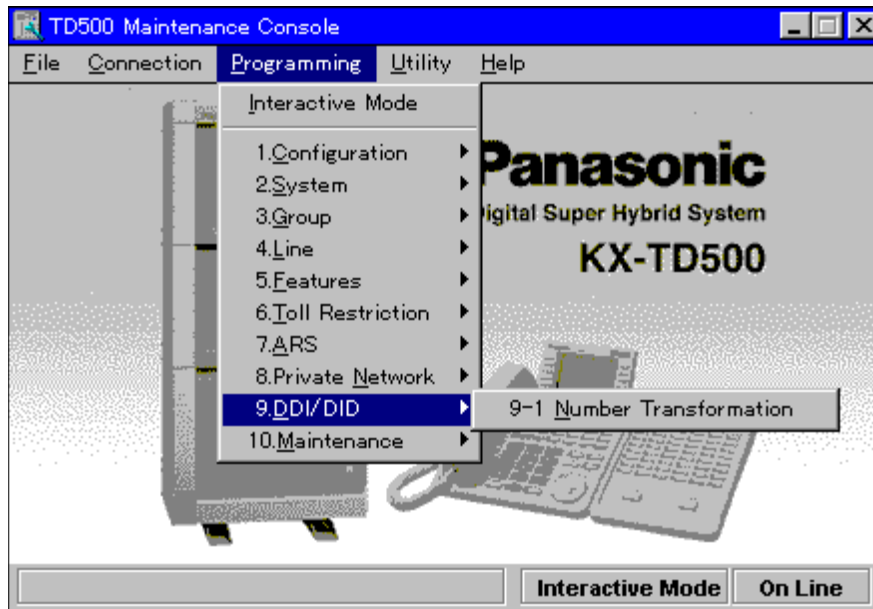 TD500 Maintenance Console
File Connection Programming Utility Help
Interactive Mode
1.Configuration
2.System
3.Group
4.Line
5.Features
6.Toll Restriction
7.ARS
8.Private Network
9.DDI/DID
10.Maintenance
9-1 Number Transformation
Panasonic
Digital Super Hybrid System
KX-TD500
Interactive Mode On Line